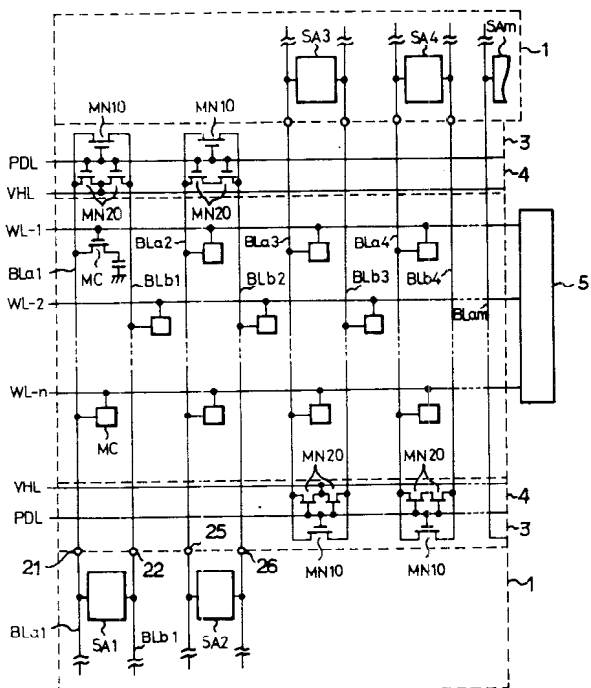 SA3 SA4 SAm
1
MN10 MN10
3
PDL
4
VHL
MN20 MN20
WL-1
BLa2 BLa3 BLa4
BLa1 MC BLb1 BLb2 BLb3 BLb4
5
WL-2
BLam
WL-n
MC
MN20 MN20
VHL
4
PDL
3
21 22 25 26
MN10 MN10
1
BLa1 SA1 BLb1 SA2